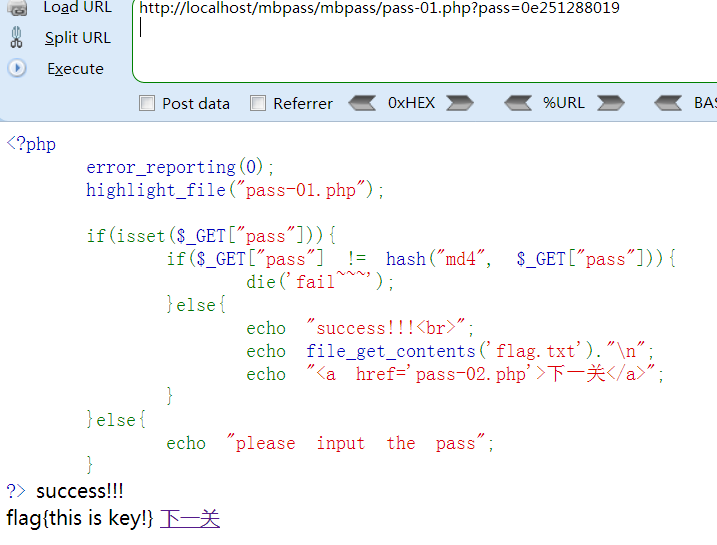 Load URL
http://localhost/mbpass/mbpass/pass-01.php?pass=0e251288019
Split URL
Execute
Post data Referrer 0xHEX %URL BAS
<?php
error_reporting(0);
highlight_file("pass-01.php");
if(isset($_GET["pass"])){
if($_GET["pass"] != hash("md4", $_GET["pass"])){
die('fail~~~');
}else{
echo "success!!!<br>";
echo file_get_contents('flag.txt')."\n";
echo "<a href='pass-02.php'>下一关</a>";
}
}else{
echo "please input the pass";
}
?> success!!!
flag{this is key!} 下一关